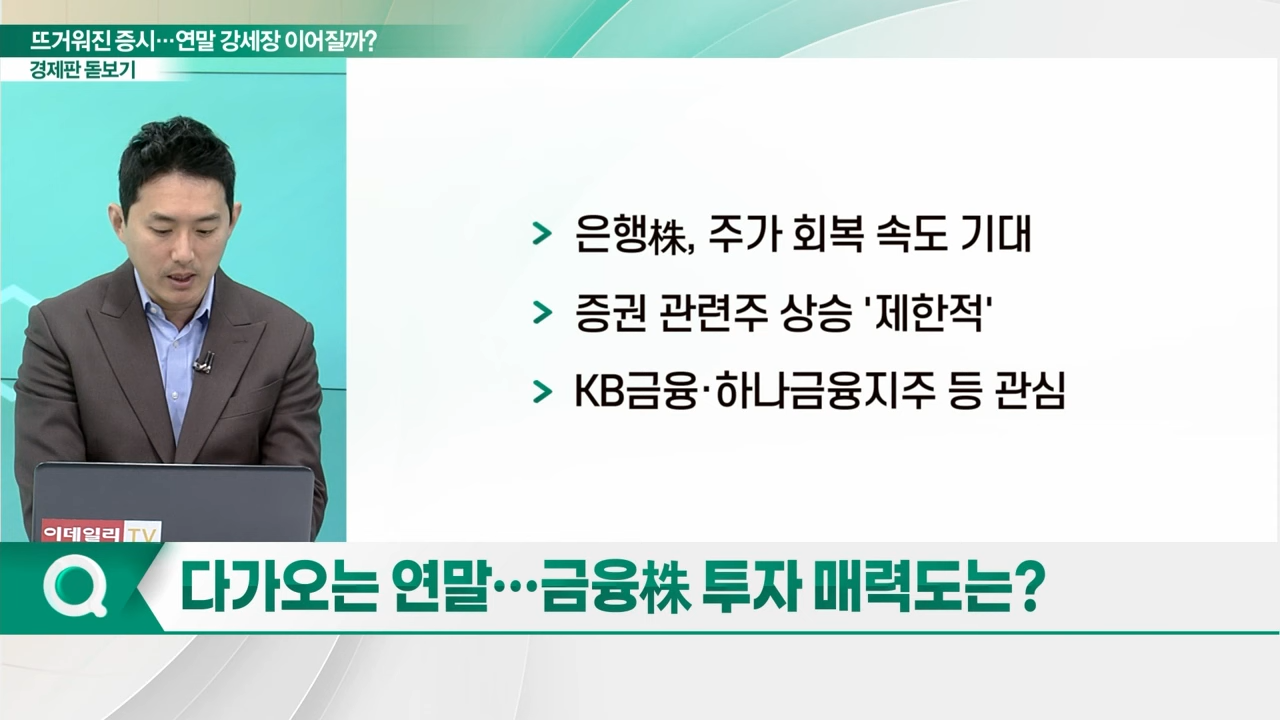 뜨거워진 증시…연말 강세장 이어질까?
경제판 돋보기
> 은행株, 주가 회복 속도 기대
> 증권 관련주 상승 '제한적'
> KB금융·하나금융지주 등 관심
이데일리 TV
다가오는 연말…금융株 투자 매력도는?